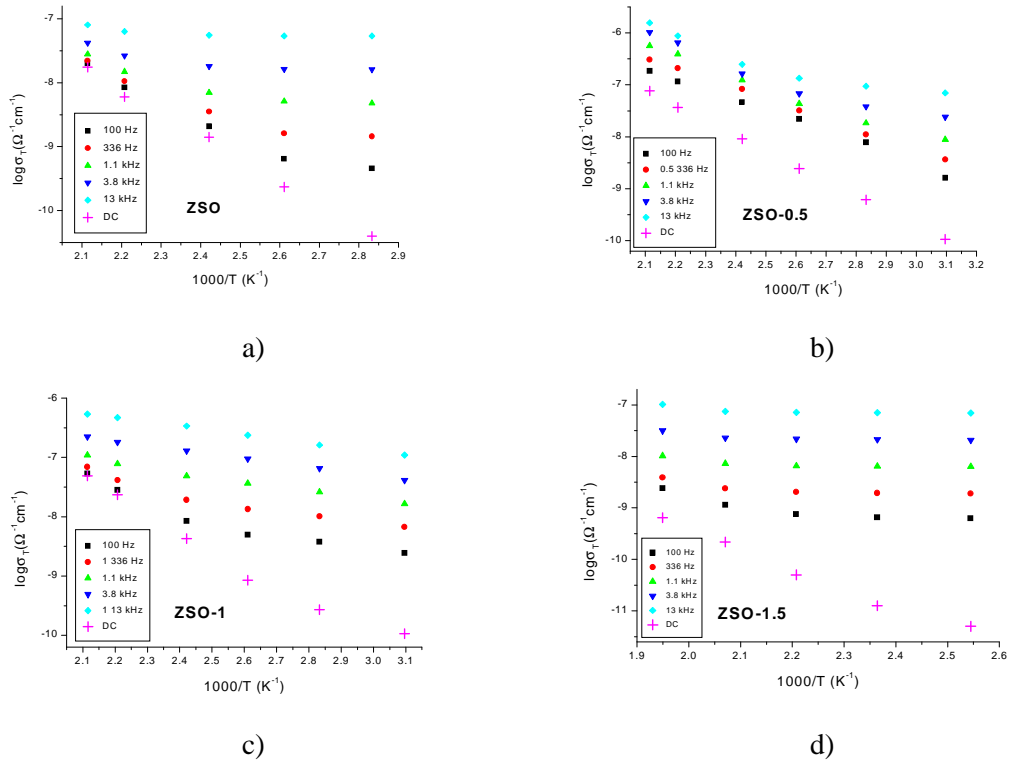 -7
-8
-9
-10
logσT(Ω⁻¹cm⁻¹)
100 Hz
336 Hz
1.1 kHz
3.8 kHz
13 kHz
DC
ZSO
2.1 2.2 2.3 2.4 2.5 2.6 2.7 2.8 2.9
1000/T (K⁻¹)
a)
-5
-6
-7
-8
-9
-10
logσT(Ω⁻¹cm⁻¹)
100 Hz
0.5 336 Hz
1.1 kHz
3.8 kHz
13 kHz
DC
ZSO-0.5
2.1 2.2 2.3 2.4 2.5 2.6 2.7 2.8 2.9 3.0 3.1 3.2
1000/T (K⁻¹)
b)
-6
-7
-8
-9
-10
logσT(Ω⁻¹cm⁻¹)
100 Hz
1 336 Hz
1.1 kHz
3.8 kHz
1 13 kHz
DC
ZSO-1
2.1 2.2 2.3 2.4 2.5 2.6 2.7 2.8 2.9 3.0 3.1
1000/T (K⁻¹)
c)
-7
-8
-9
-10
-11
logσT(Ω⁻¹cm⁻¹)
100 Hz
336 Hz
1.1 kHz
3.8 kHz
13 kHz
DC
ZSO-1.5
1.9 2.0 2.1 2.2 2.3 2.4 2.5 2.6
1000/T (K⁻¹)
d)